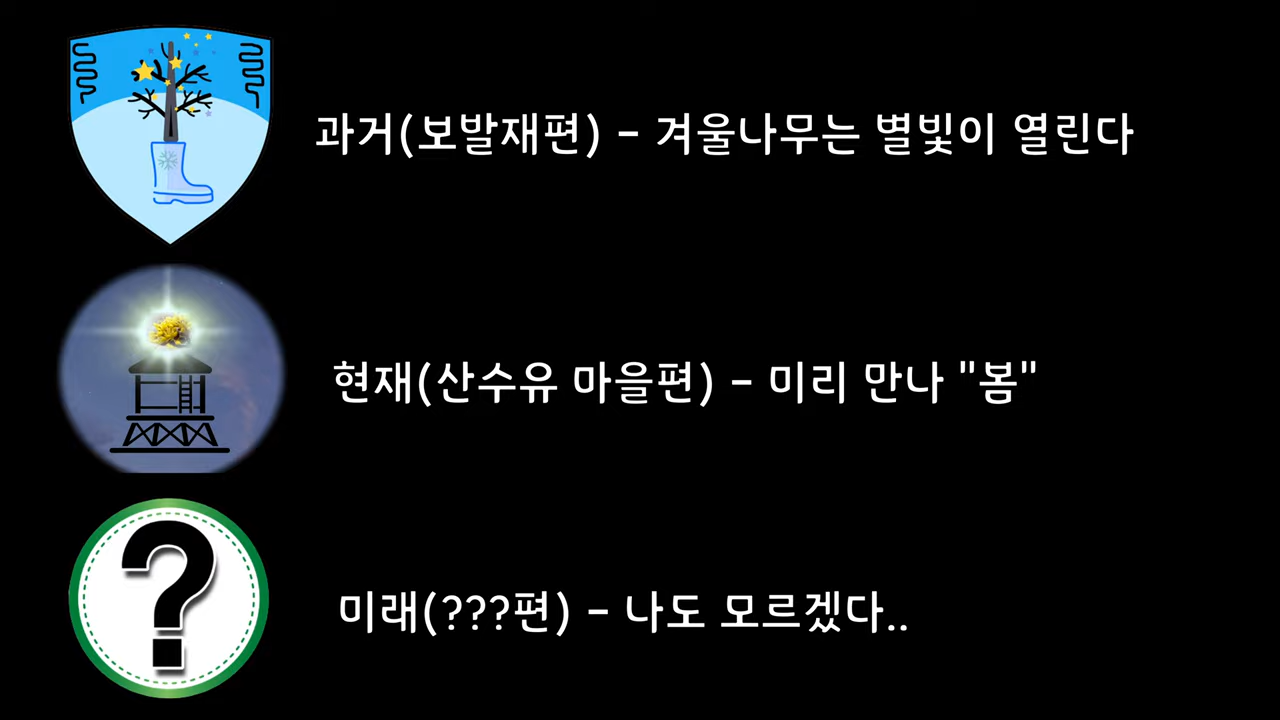 과거(보발재편) - 겨울나무는 별빛이 열린다
현재(산수유 마을편) - 미리 만나 "봄"
?
미래(???편) - 나도 모르겠다..